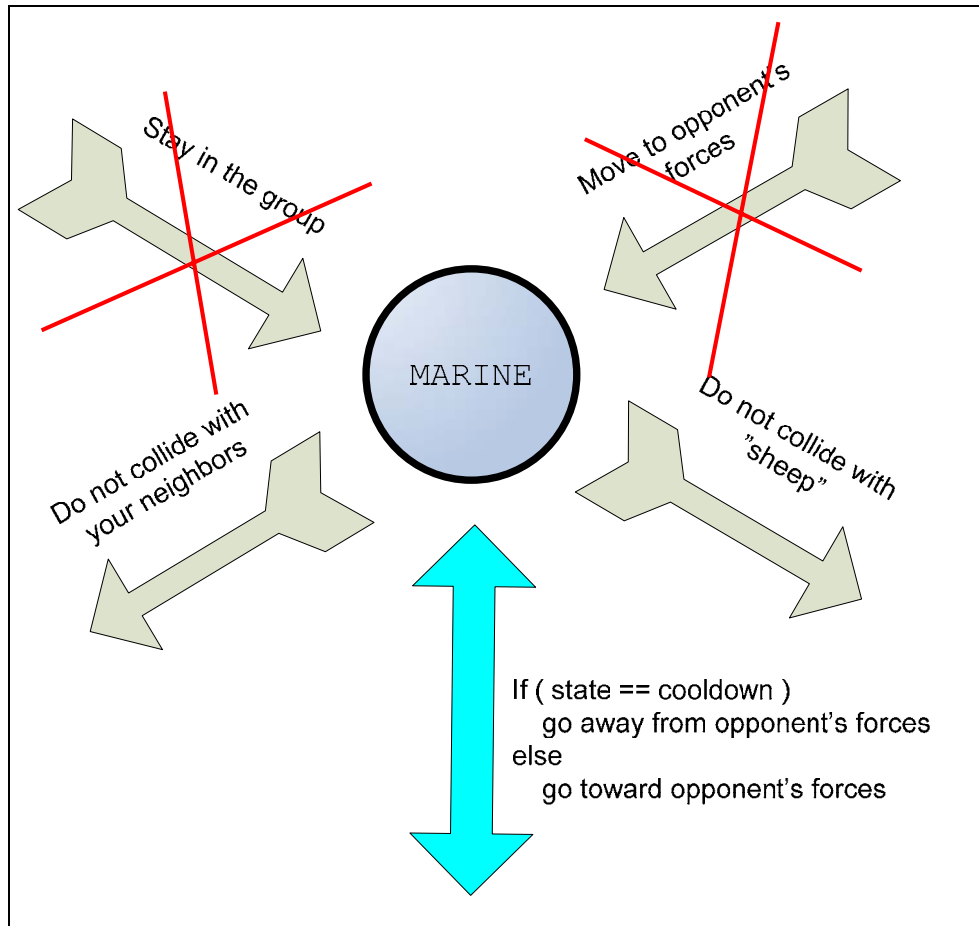 Stay in the group
Move to opponent's
forces
MARINE
Do not collide with
your neighbors
Do not collide with
”sheep”
If ( state == cooldown )
go away from opponent's forces
else
go toward opponent's forces